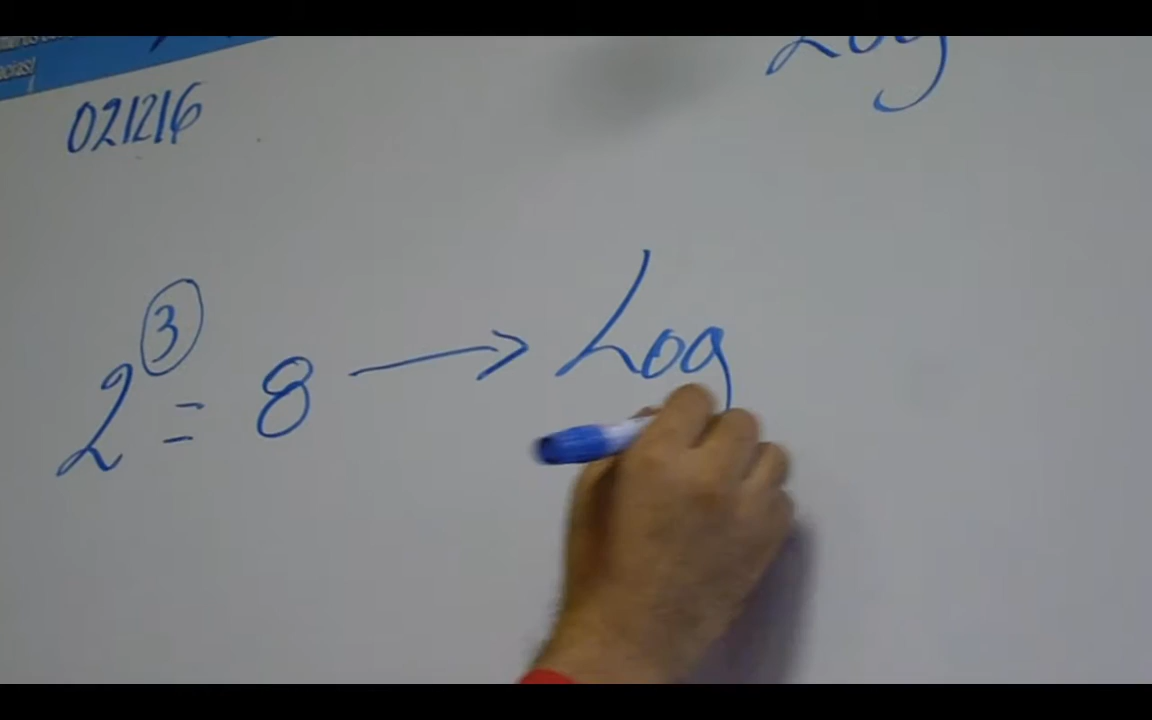 Log
021216
2³ = 8 → Log